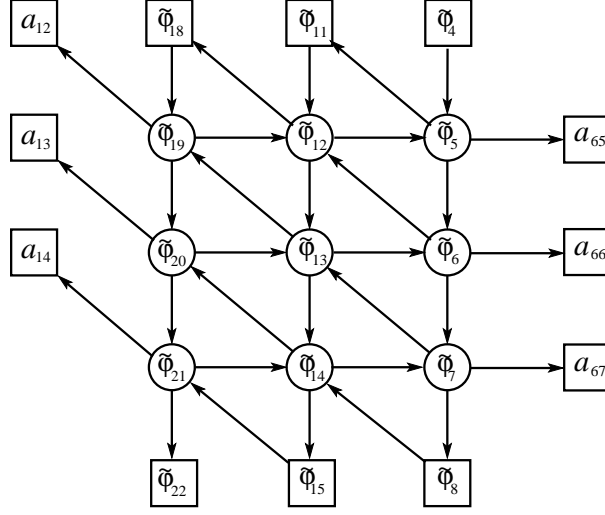 a₁₂ φ̃₁₈ φ̃₁₁ φ̃₄
φ̃₁₉ φ̃₁₂ φ̃₅ a₆₅
a₁₃
φ̃₂₀ φ̃₁₃ φ̃₆ a₆₆
a₁₄
φ̃₂₁ φ̃₁₄ φ̃₇ a₆₇
φ̃₂₂ φ̃₁₅ φ̃₈